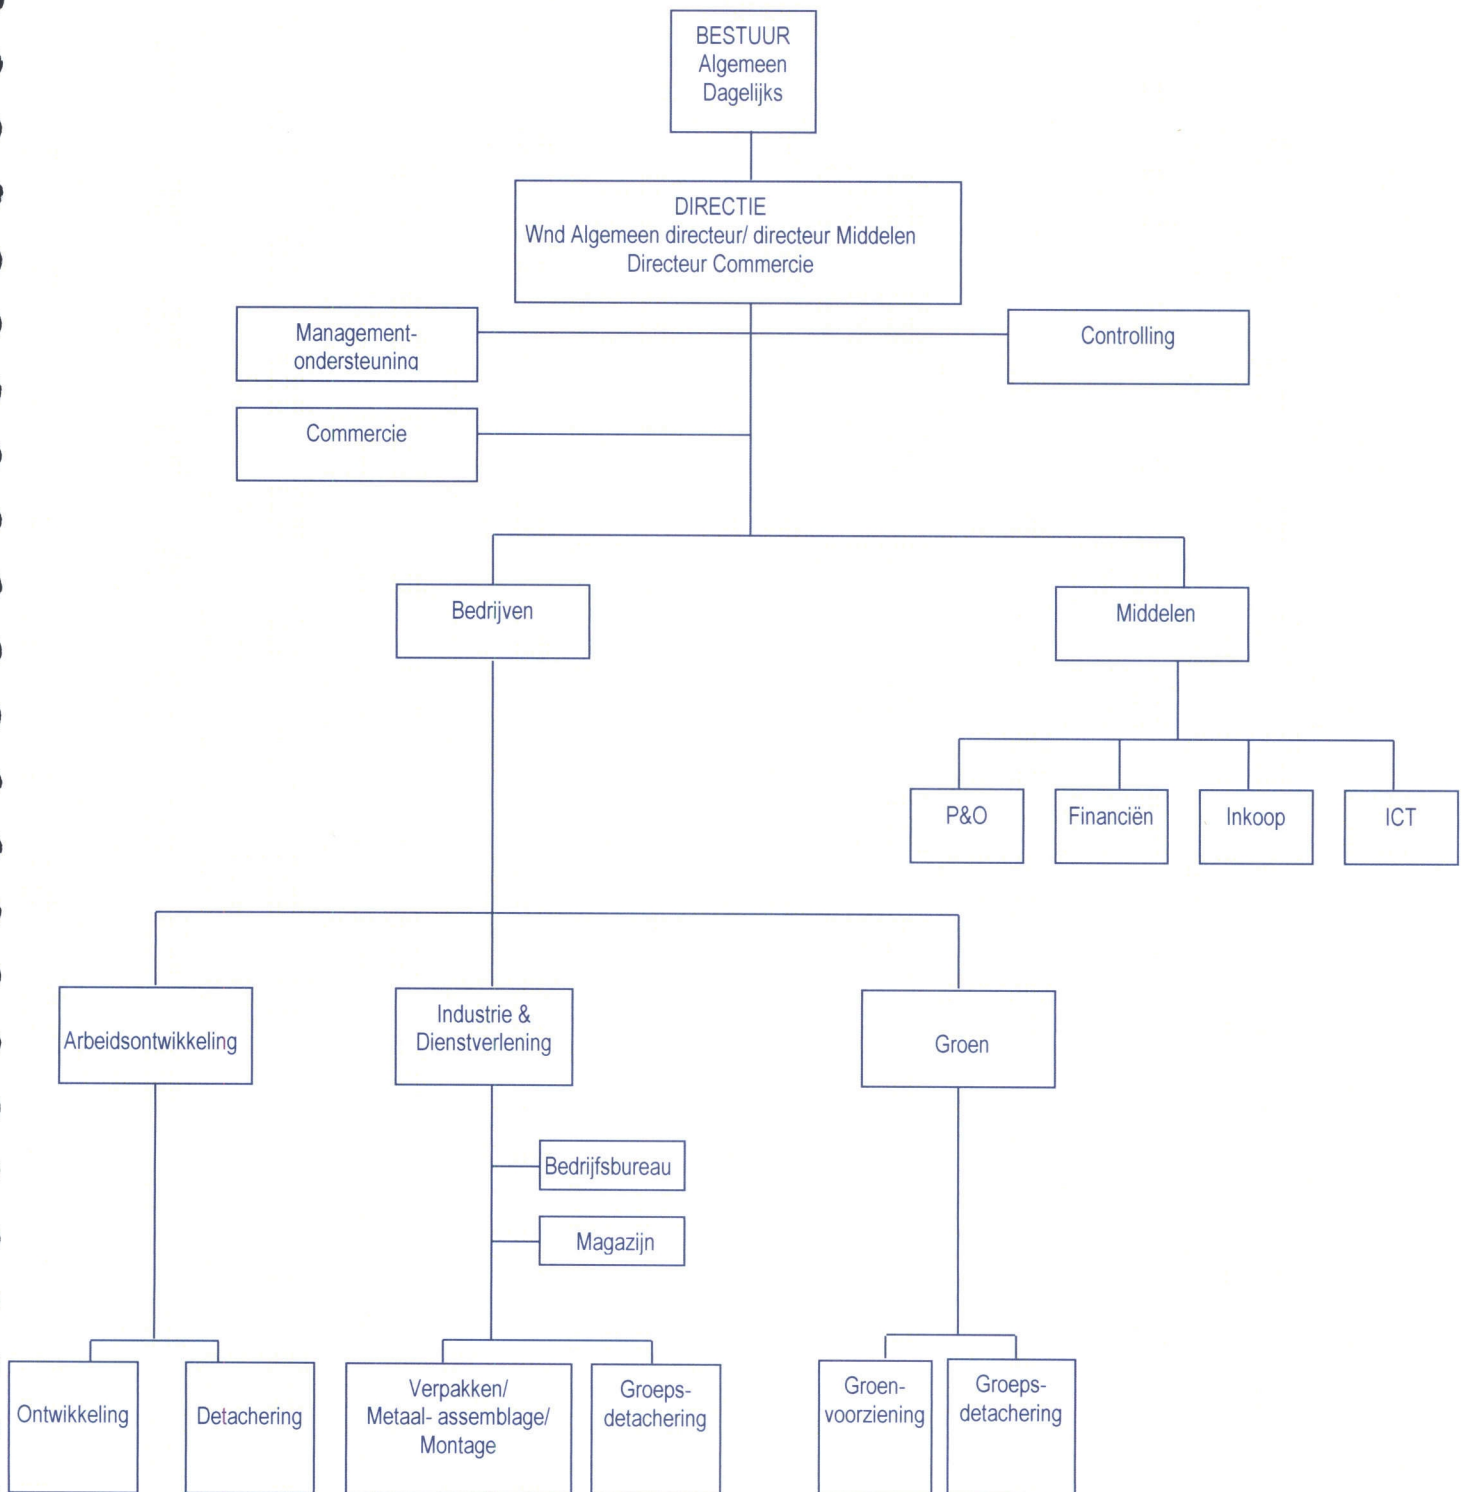 BESTUUR
Algemeen
Dagelijks
DIRECTIE
Wnd Algemeen directeur/ directeur Middelen
Directeur Commercie
Management-
ondersteuning
Controlling
Commercie
Bedrijven
Middelen
P&O
Financiën
Inkoop
ICT
Arbeidsontwikkeling
Industrie &
Dienstverlening
Groen
Bedrijfsbureau
Magazijn
Ontwikkeling
Detachering
Verpakken/
Metaal- assemblage/
Montage
Groeps-
detachering
Groen-
voorziening
Groeps-
detachering